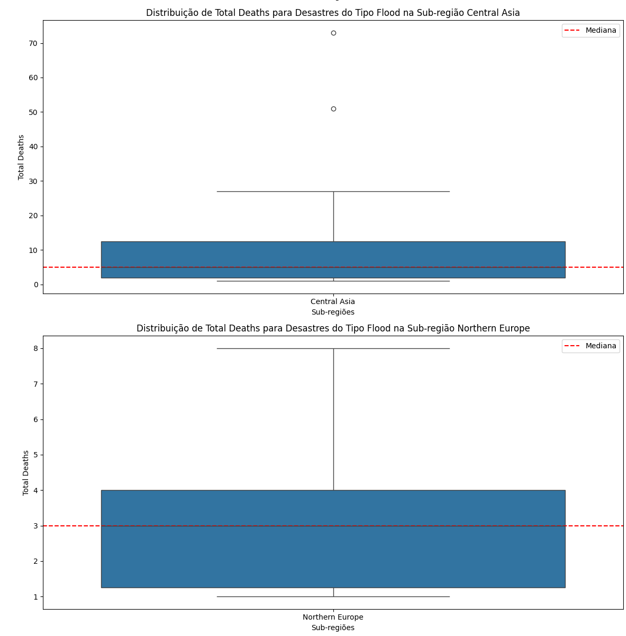 Distribuição de Total Deaths para Desastres do Tipo Flood na Sub-região Central Asia
Mediana
70
60
50
40
30
20
10
0
Total Deaths
Central Asia
Sub-regiões
Distribuição de Total Deaths para Desastres do Tipo Flood na Sub-região Northern Europe
Mediana
8
7
6
5
4
3
2
1
Total Deaths
Northern Europe
Sub-regiões